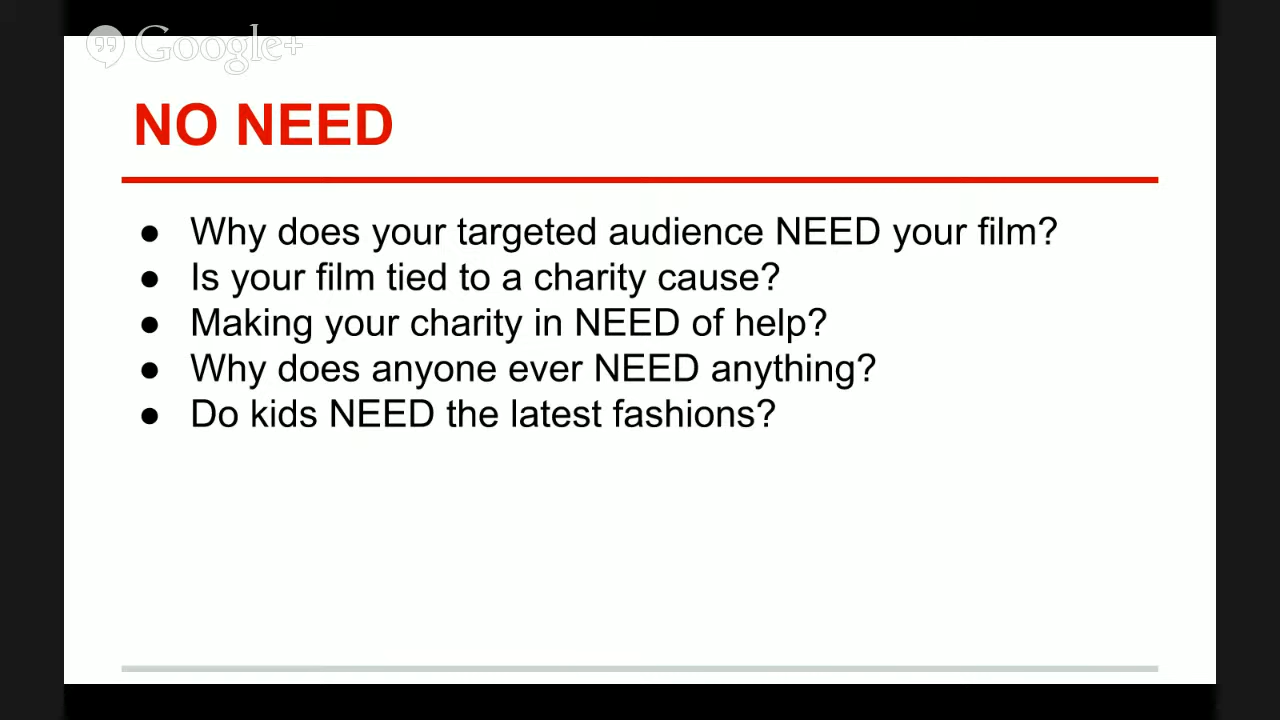 Google+
NO NEED
● Why does your targeted audience NEED your film?
● Is your film tied to a charity cause?
● Making your charity in NEED of help?
● Why does anyone ever NEED anything?
● Do kids NEED the latest fashions?